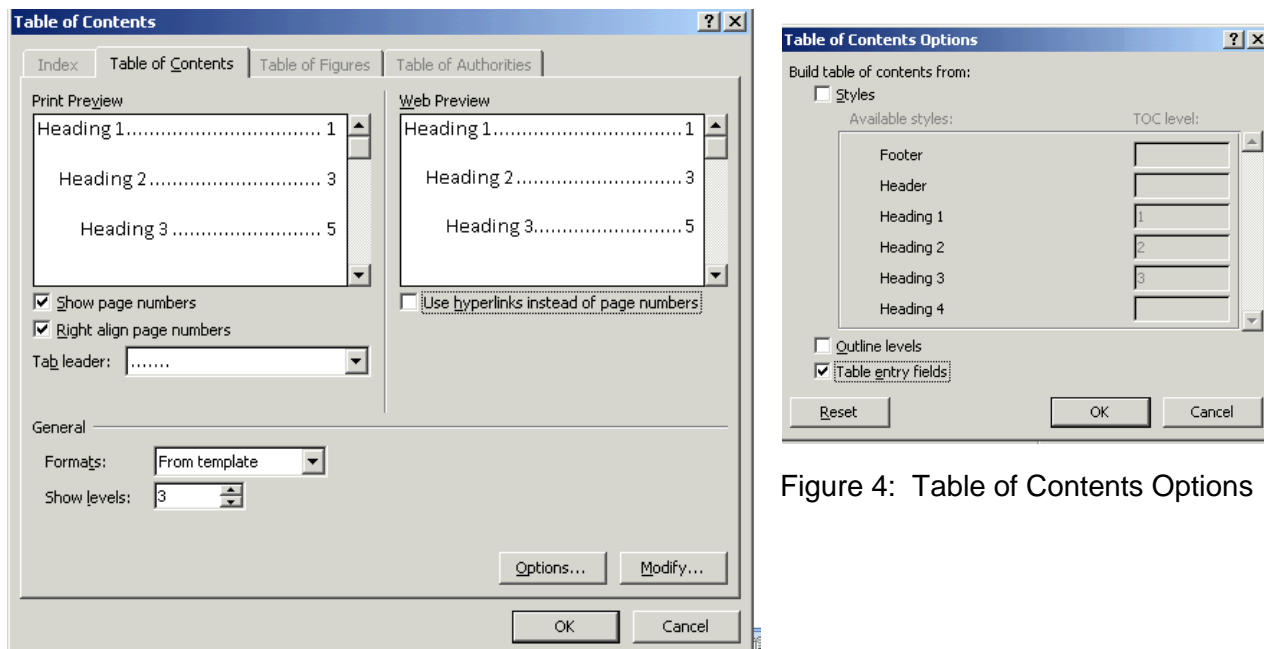 Table of Contents
Index Table of Contents Table of Figures Table of Authorities
Print Preview
Heading 1.................................. 1
Heading 2.............................. 3
Heading 3 .......................... 5
Show page numbers
Right align page numbers
Tab leader: .......
Web Preview
Heading 1.................................1
Heading 2.............................3
Heading 3..........................5
Use hyperlinks instead of page numbers
General
Formats: From template
Show levels: 3
Options... Modify...
OK Cancel
Table of Contents Options
Build table of contents from:
Styles
Available styles: TOC level:
Footer
Header
Heading 1 1
Heading 2 2
Heading 3 3
Heading 4
Outline levels
Table entry fields
Reset OK Cancel
Figure 4: Table of Contents Options